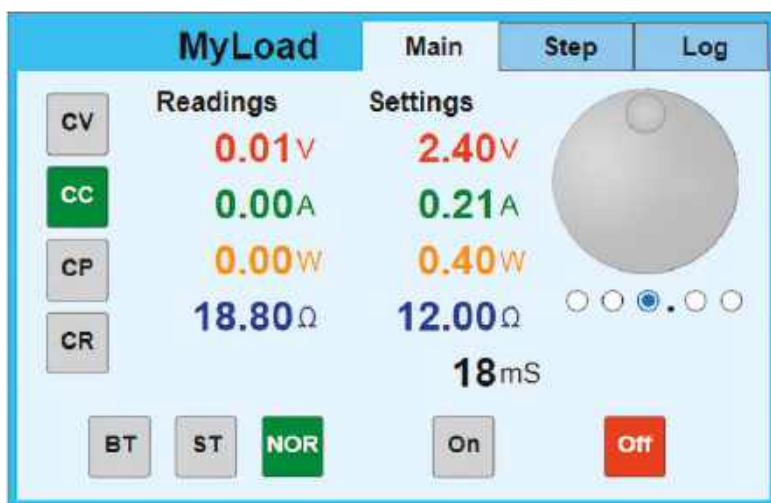 MyLoad Main Step Log
Readings Settings
CV
0.01V 2.40V
CC
0.00A 0.21A
CP
0.00W 0.40W
18.80Ω 12.00Ω
CR
18mS
BT ST NOR On Off